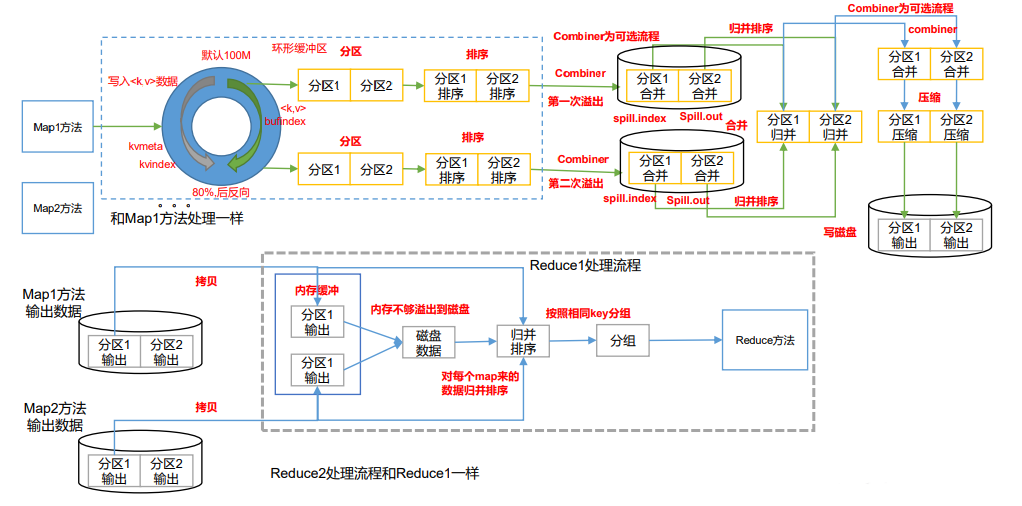 Combiner为可选流程
combiner
Combiner为可选流程
归并排序
默认100M
环形缓冲区
分区
排序
写入<k,v>数据
分区1
分区2
分区1
排序
分区2
排序
Combiner
第一次溢出
分区1
合并
分区2
合并
spill.index
Spill.out
分区1
合并
分区2
合并
压缩
Map1方法
<k,v>
bufindex
kvmeta
kvindex
80%,后反向
分区
排序
分区1
分区2
分区1
排序
分区2
排序
Combiner
第二次溢出
分区1
合并
分区2
合并
spill.index
Spill.out
归并排序
合并
分区1
归并
分区2
归并
分区1
压缩
分区2
压缩
写磁盘
分区1
输出
分区2
输出
Map2方法
。。。
和Map1方法处理一样
Reduce1处理流程
拷贝
Map1方法
输出数据
分区1
输出
分区2
输出
内存缓冲
分区1
输出
分区1
输出
内存不够溢出到磁盘
磁盘
数据
归并
排序
对每个map来的
数据归并排序
按照相同key分组
分组
Reduce方法
Map2方法
输出数据
拷贝
分区1
输出
分区2
输出
Reduce2处理流程和Reduce1一样